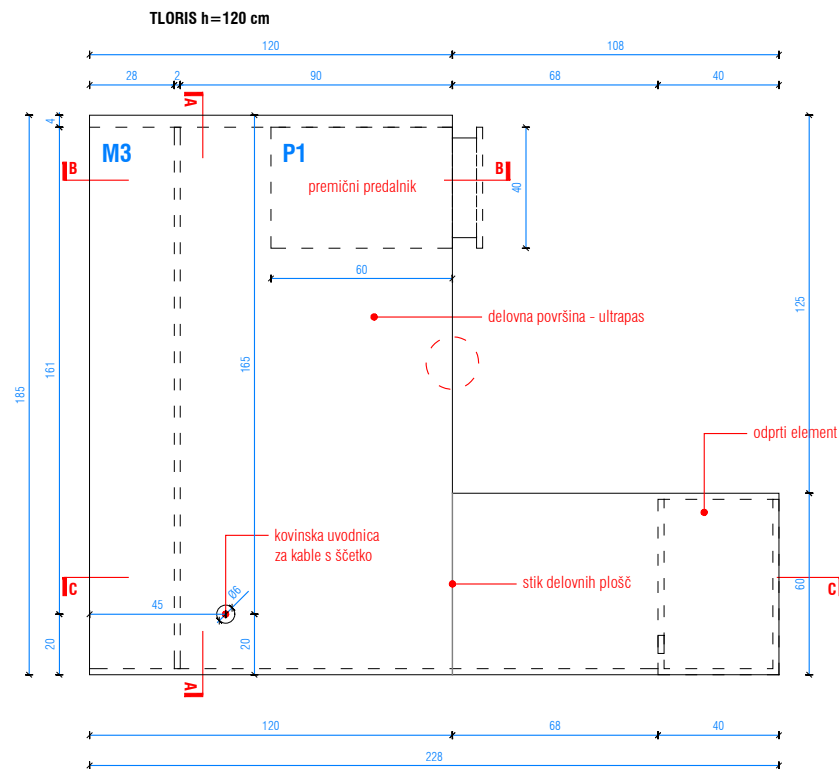 TLORIS h=120 cm
120
108
28
2
90
68
40
A
4
M3
P1
B
B
premični predalnik
40
60
delovna površina - ultrapas
125
161
165
185
odprti element
kovinska uvodnica
za kable s ščetko
stik delovnih plošč
C
C
Ø6
45
60
20
20
A
120
68
40
228